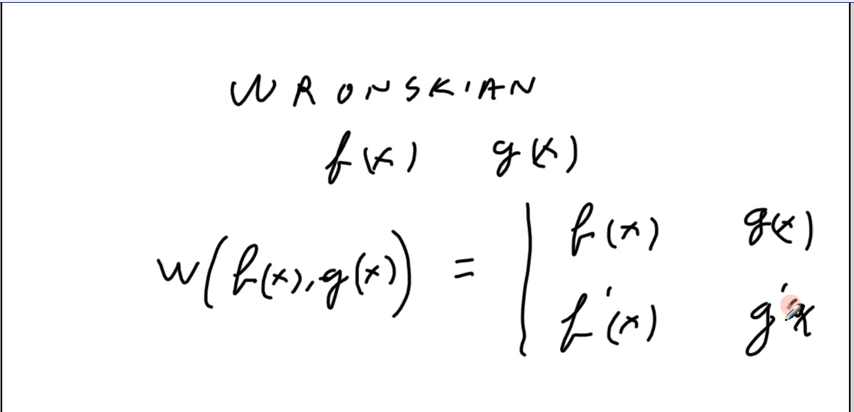 WRONSKIAN
f(x) g(x)
W(f(x), g(x)) = | f(x) g(x)
f'(x) g'x